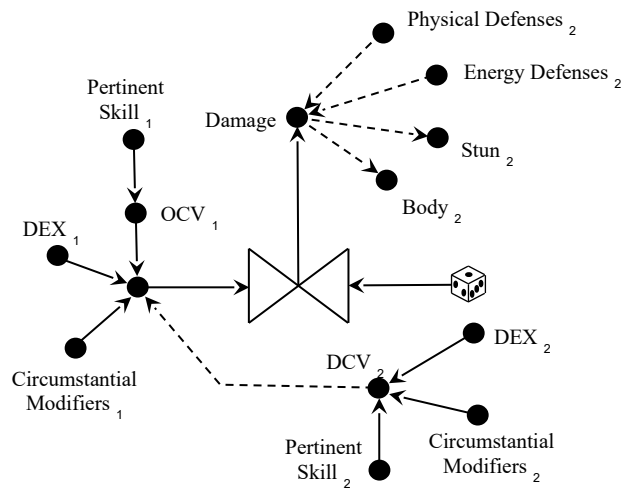 Physical Defenses 2
Energy Defenses 2
Pertinent
Skill 1
Damage
Stun 2
Body 2
OCV 1
DEX 1
DEX 2
DCV 2
Circumstantial
Modifiers 1
Circumstantial
Modifiers 2
Pertinent
Skill 2